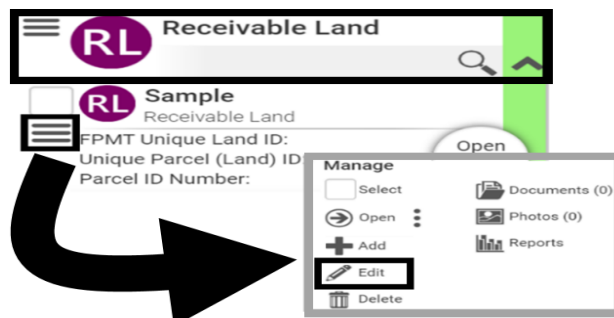 RL
Receivable Land
RL
Sample
Receivable Land
FPMT Unique Land ID:
Unique Parcel (Land) ID:
Parcel ID Number:
Open
Manage
Select
Documents (0)
Open
Photos (0)
Add
Reports
Edit
Delete